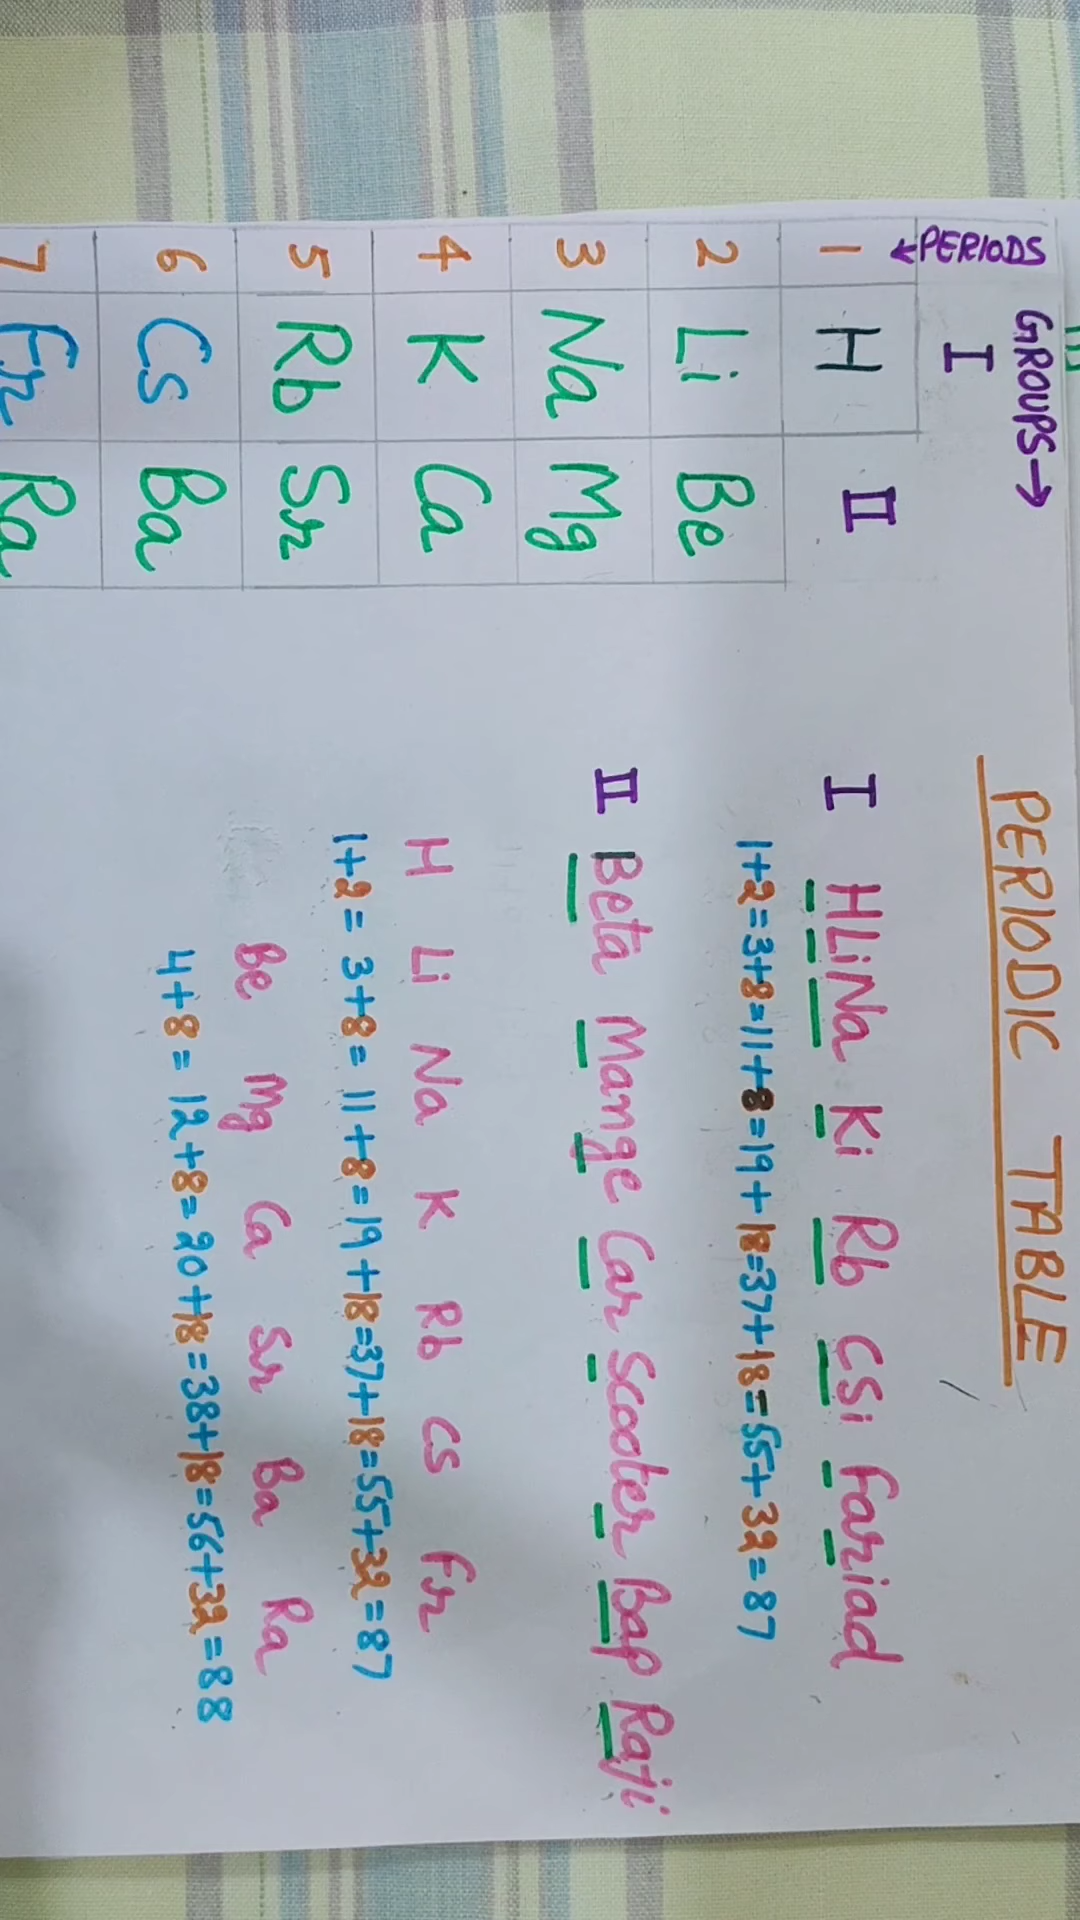 PERIODIC TABLE
GROUPS→
←PERIODS I II
1 H
2 Li Be
3 Na Mg
4 K Ca
5 Rb Sr
6 Cs Ba
7 Fr Ra
I HLiNa Ki Rb CSi Fariad
1+2=3+8=11+8=19+18=37+18=55+32=87
II Beta Mange Car Scooter Bap Raji
H Li Na K Rb Cs Fr
1+2= 3+8= 11+8=19+18=37+18=55+32=87
Be Mg Ca Sr Ba Ra
4+8= 12+8=20+18=38+18=56+32=88